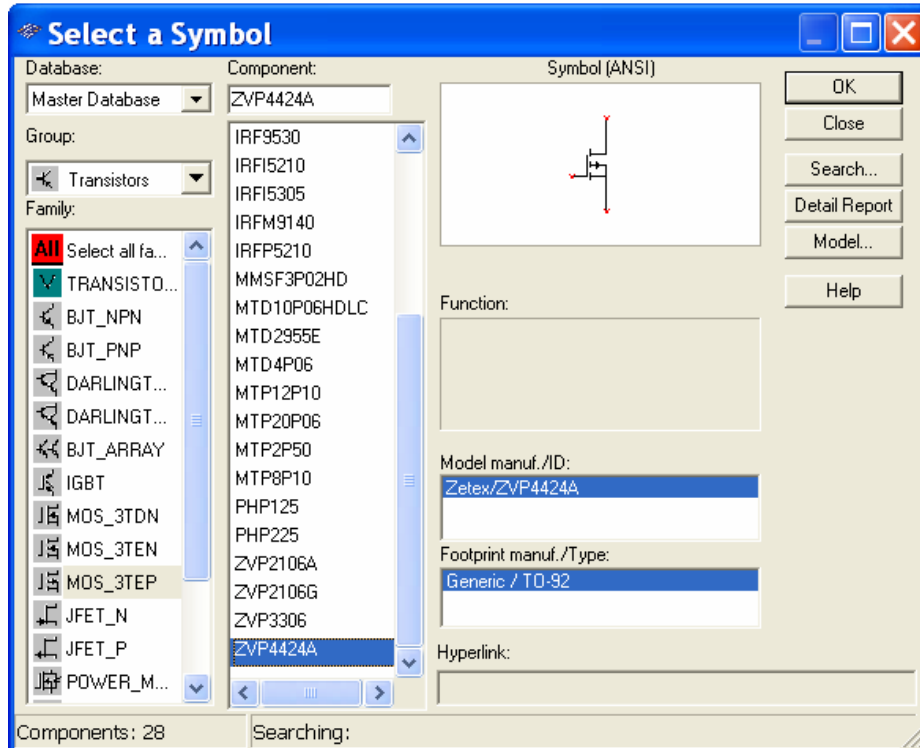 Select a Symbol
Database:
Master Database
Group:
Transistors
Family:
All Select all fa...
TRANSISTO...
BJT_NPN
BJT_PNP
DARLINGT...
DARLINGT...
BJT_ARRAY
IGBT
MOS_3TDN
MOS_3TEN
MOS_3TEP
JFET_N
JFET_P
POWER_M...
Component:
ZVP4424A
IRF9530
IRFI5210
IRFI5305
IRFM9140
IRFP5210
MMSF3P02HD
MTD10P06HDLC
MTD2955E
MTD4P06
MTP12P10
MTP20P06
MTP2P50
MTP8P10
PHP125
PHP225
ZVP2106A
ZVP2106G
ZVP3306
ZVP4424A
Symbol (ANSI)
Function:
Model manuf./ID:
Zetex/ZVP4424A
Footprint manuf./Type:
Generic / TO-92
Hyperlink:
OK
Close
Search...
Detail Report
Model...
Help
Components: 28
Searching: